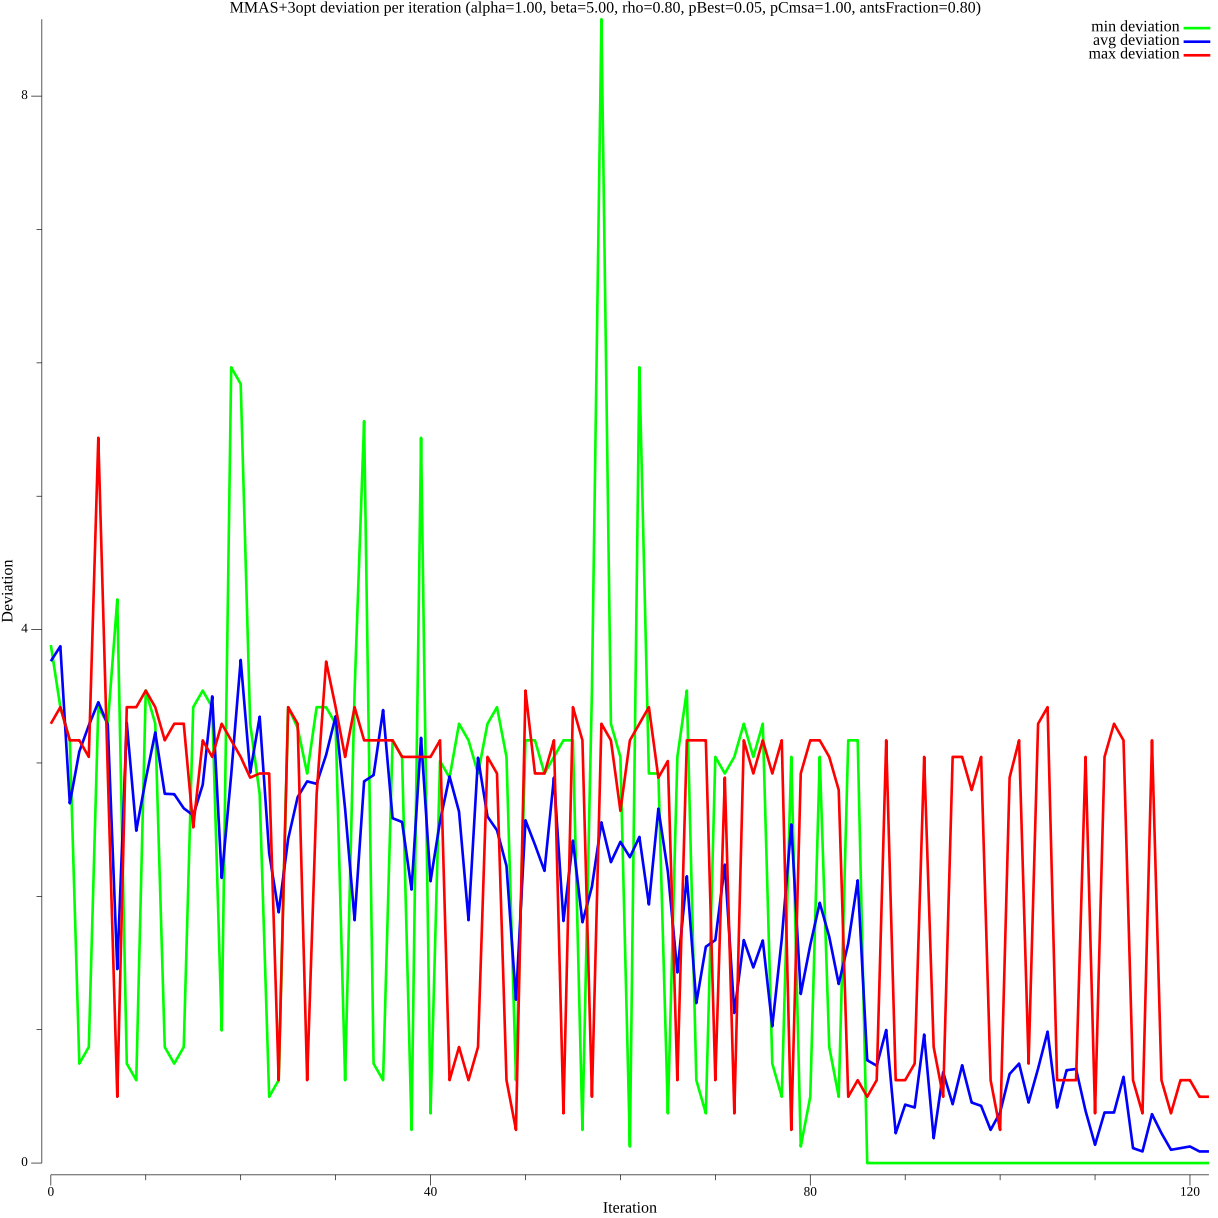 MMAS+3opt deviation per iteration (alpha=1.00, beta=5.00, rho=0.80, pBest=0.05, pCmsa=1.00, antsFraction=0.80)
min deviation
avg deviation
max deviation
8
4
0
Deviation
0
40
80
120
Iteration